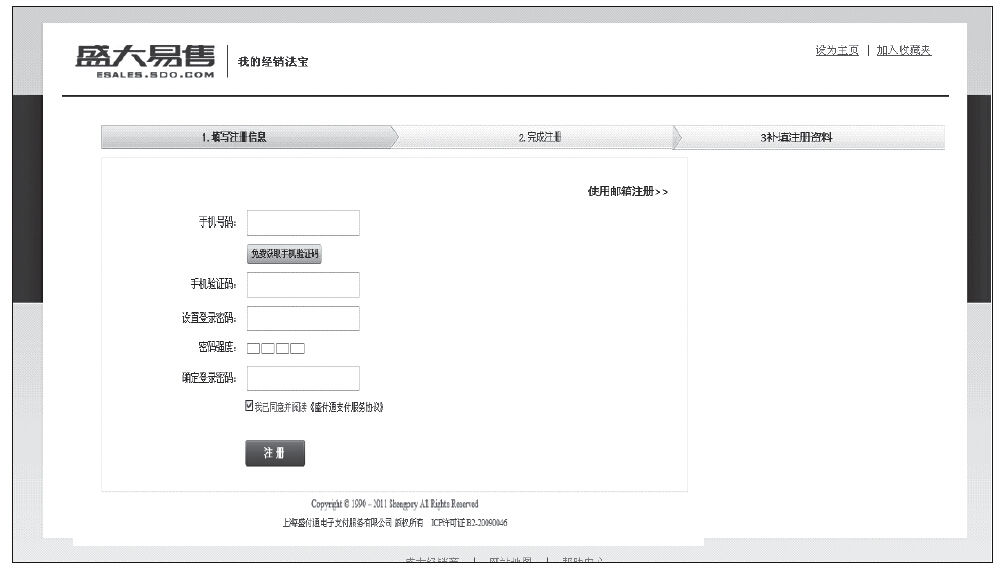 盛大易售
ESALES.SDO.COM
我的经销法宝
设为主页 | 加入收藏夹
1.填写注册信息
2.完成注册
3补填注册资料
使用邮箱注册>>
手机号码:
免费获取手机验证码
手机验证码:
设置登录密码:
密码强度:
确定登录密码:
我已同意并阅读《盛付通支付服务协议》
注 册
Copyright © 1990 - 2011 Shengpay All Rights Reserved
上海盛付通电子支付服务有限公司 版权所有 ICP许可证 B2-20090046
盛大经销商 | 网站地图 | 帮助中心